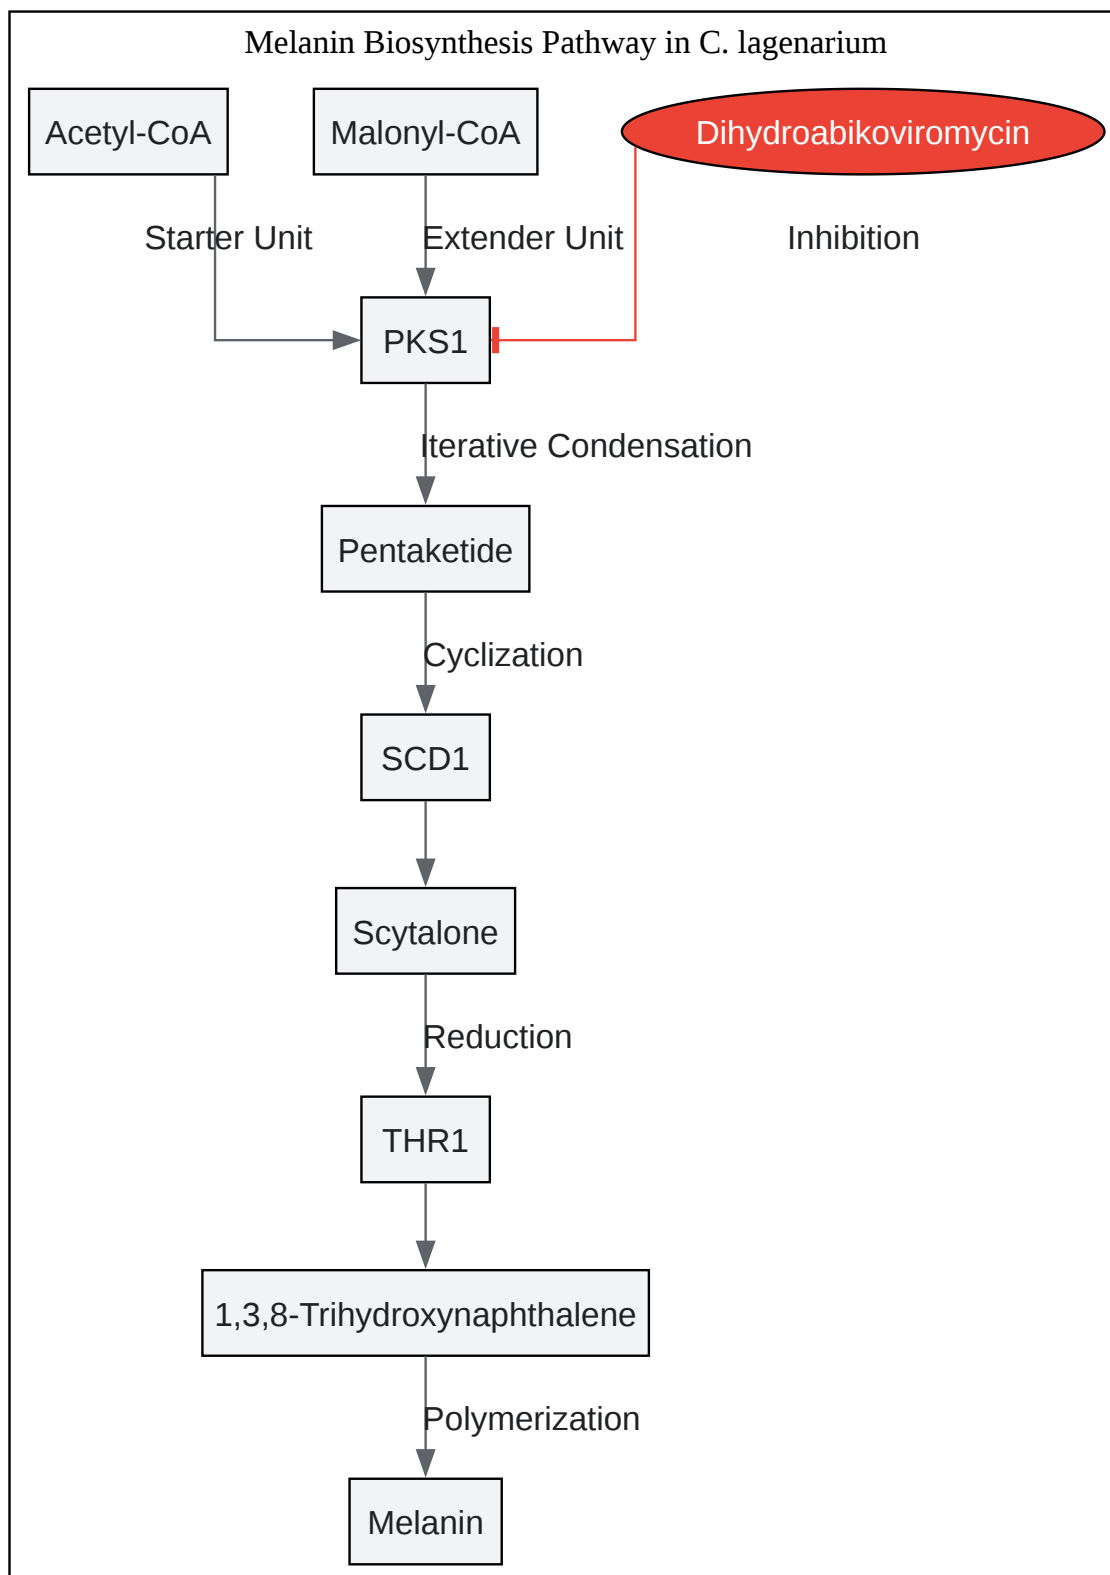 Melanin Biosynthesis Pathway in C. lagenarium
Acetyl-CoA
Malonyl-CoA
Dihydroabikoviromycin
Starter Unit
Extender Unit
Inhibition
PKS1
Iterative Condensation
Pentaketide
Cyclization
SCD1
Scytalone
Reduction
THR1
1,3,8-Trihydroxynaphthalene
Polymerization
Melanin